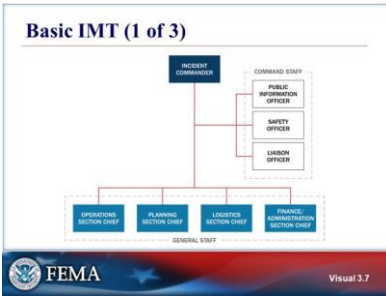 Basic IMT (1 of 3)
INCIDENT
COMMANDER
COMMAND STAFF
PUBLIC
INFORMATION
OFFICER
SAFETY
OFFICER
LIAISON
OFFICER
OPERATIONS
SECTION CHIEF
PLANNING
SECTION CHIEF
LOGISTICS
SECTION CHIEF
FINANCE/
ADMINISTRATION
SECTION CHIEF
GENERAL STAFF
FEMA
Visual 3.7